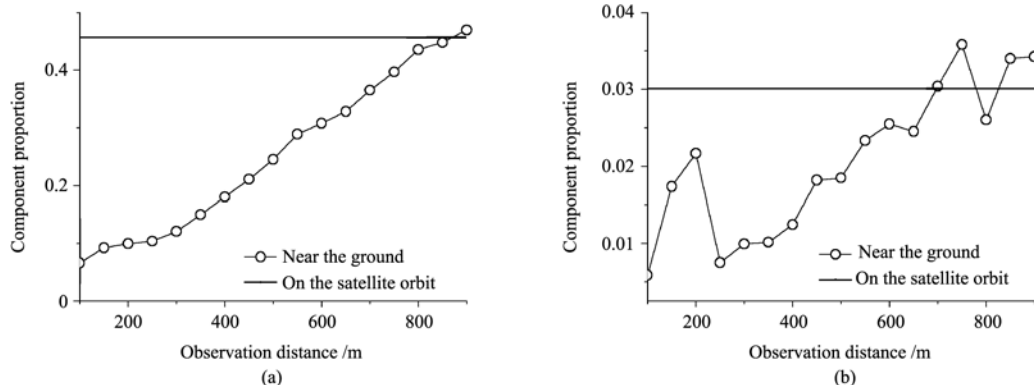 Component proportion
0.4
0.2
0
200
400
600
800
Near the ground
On the satellite orbit
Observation distance /m
(a)
Component proportion
0.04
0.03
0.02
0.01
200
400
600
800
Near the ground
On the satellite orbit
Observation distance /m
(b)